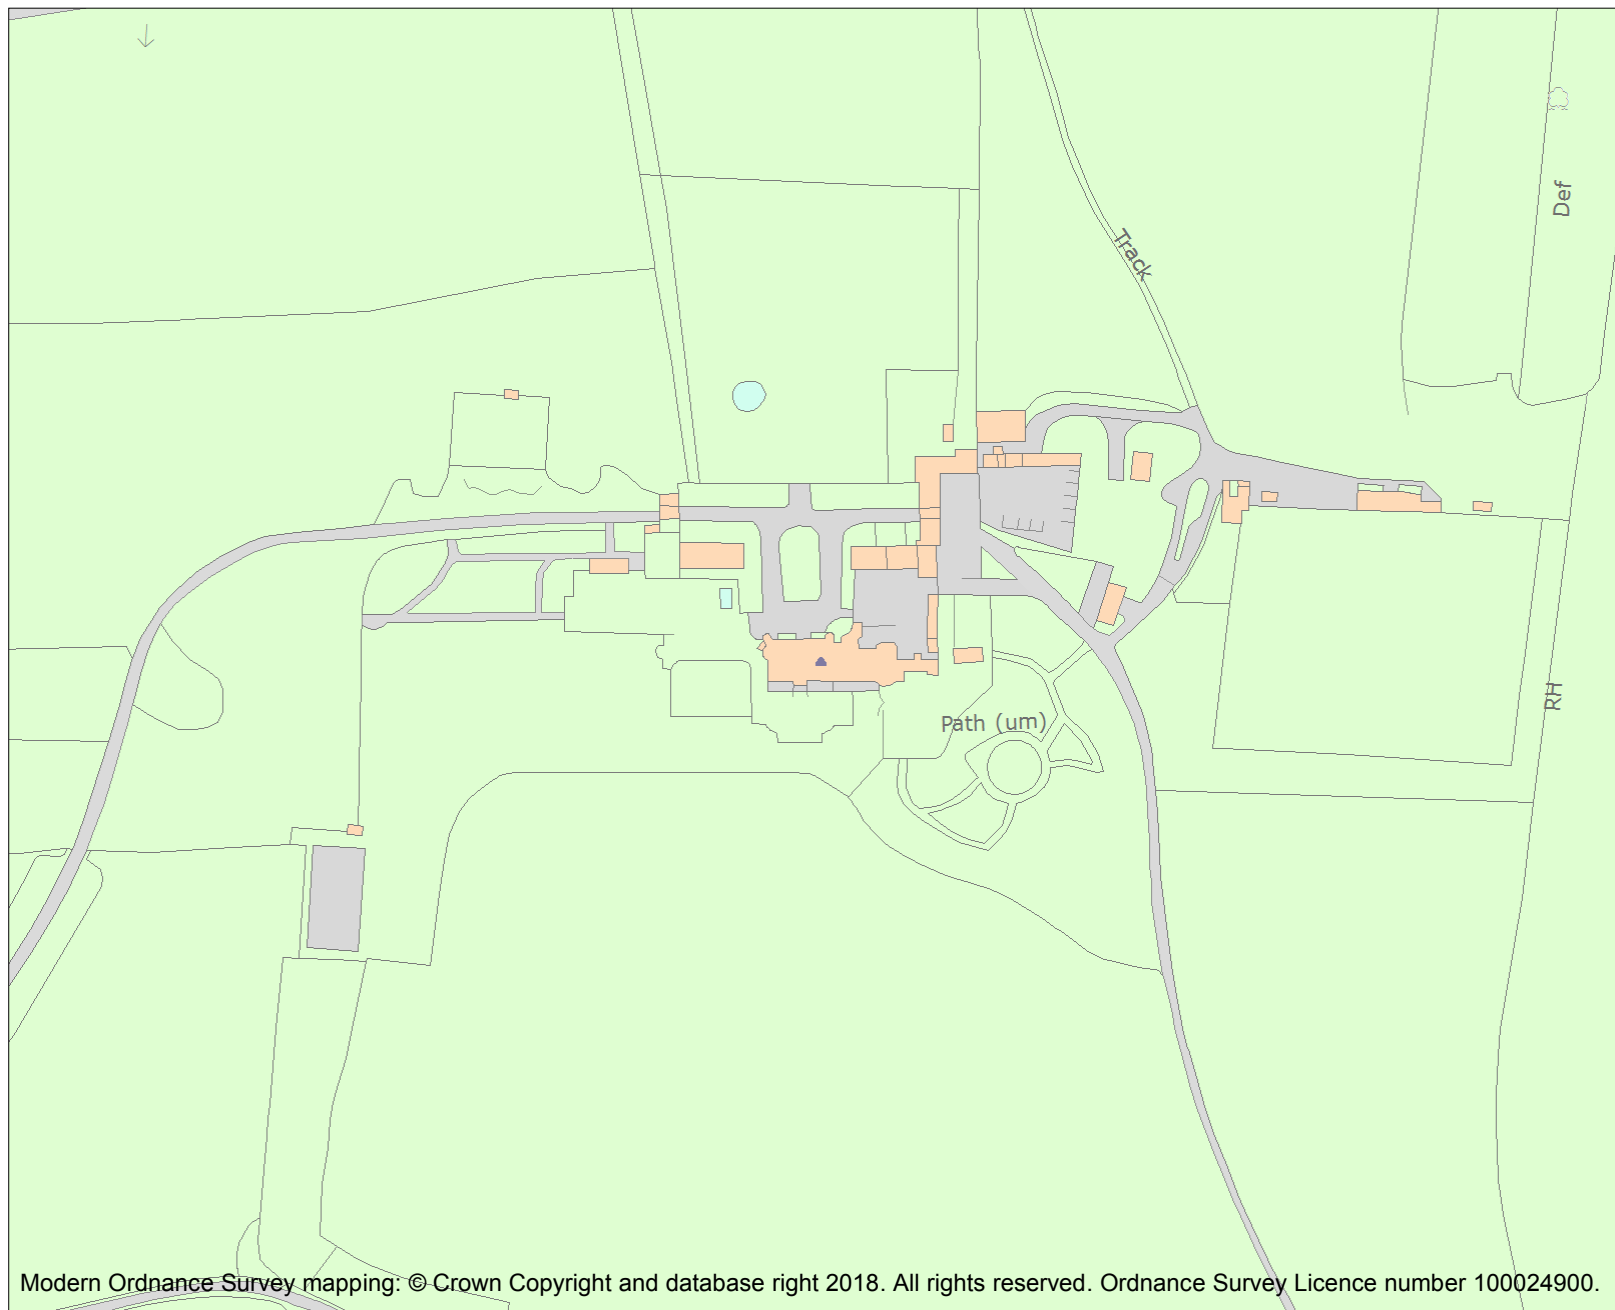 Def
Track
RH
Path (um)
Modern Ordnance Survey mapping: © Crown Copyright and database right 2018. All rights reserved. Ordnance Survey Licence number 100024900.